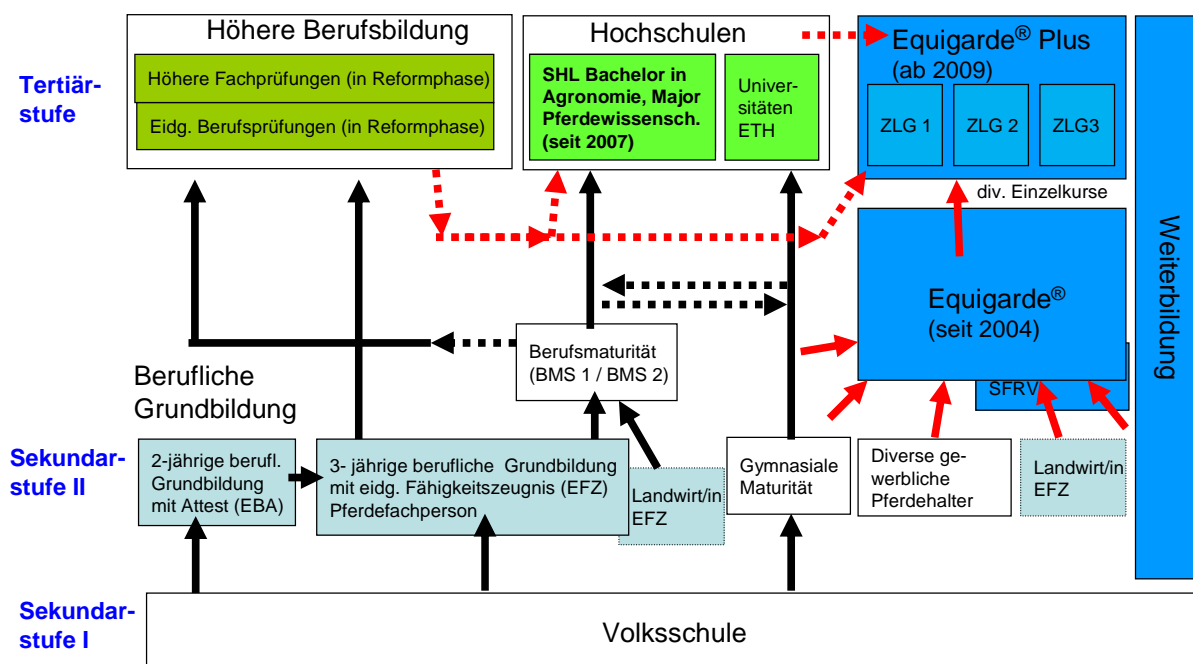 Höhere Berufsbildung
Hochschulen
Equigarde® Plus
(ab 2009)
Tertiär-
stufe
Höhere Fachprüfungen (in Reformphase)
Eidg. Berufsprüfungen (in Reformphase)
SHL Bachelor in
Agronomie, Major
Pferdewissensch.
(seit 2007)
Univer-
sitäten
ETH
ZLG 1
ZLG 2
ZLG3
div. Einzelkurse
Weiterbildung
Equigarde®
(seit 2004)
SFRV
Berufsmaturität
(BMS 1 / BMS 2)
Berufliche
Grundbildung
Sekundar-
stufe II
2-jährige berufl.
Grundbildung
mit Attest (EBA)
3- jährige berufliche Grundbildung
mit eidg. Fähigkeitszeugnis (EFZ)
Pferdefachperson
Landwirt/in
EFZ
Gymnasiale
Maturität
Diverse ge-
werbliche
Pferdehalter
Landwirt/in
EFZ
Sekundar-
stufe I
Volksschule